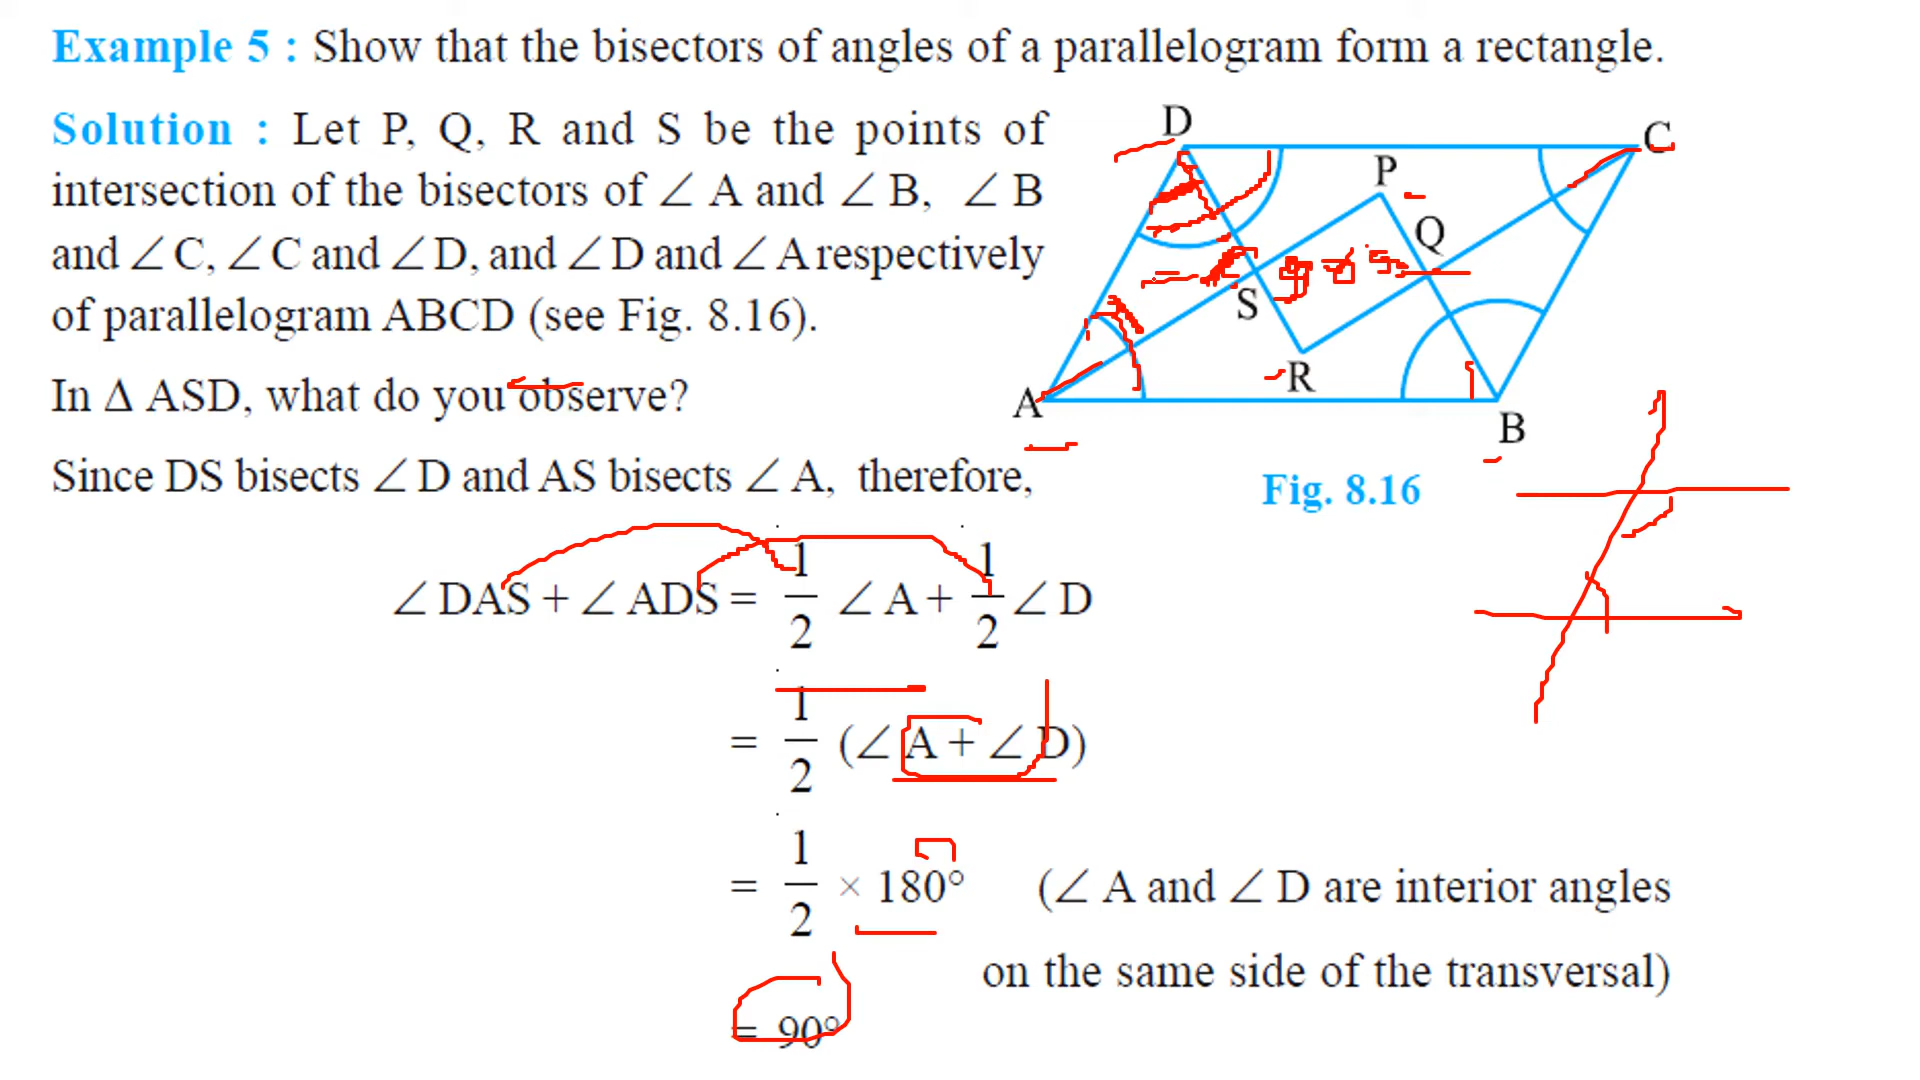 Example 5 : Show that the bisectors of angles of a parallelogram form a rectangle.
Solution : Let P, Q, R and S be the points of
intersection of the bisectors of ∠ A and ∠ B, ∠ B
and ∠ C, ∠ C and ∠ D, and ∠ D and ∠ A respectively
of parallelogram ABCD (see Fig. 8.16).
In Δ ASD, what do you observe?
Since DS bisects ∠ D and AS bisects ∠ A, therefore,
∠ DAS + ∠ ADS = 1/2 ∠ A + 1/2 ∠ D
= 1/2 (∠ A + ∠ D)
= 1/2 × 180° (∠ A and ∠ D are interior angles
on the same side of the transversal)
= 90°
D
C
P
Q
S
R
A
B
Fig. 8.16